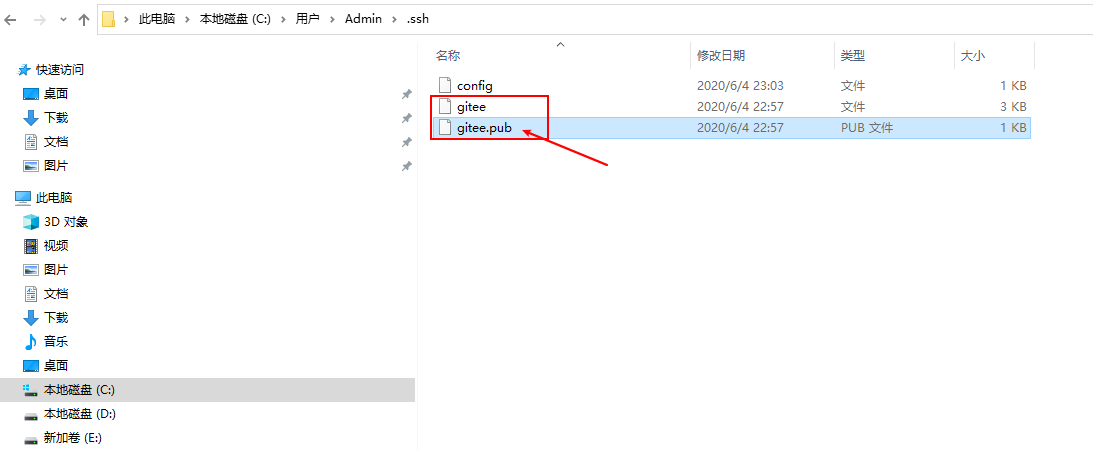 此电脑 本地磁盘 (C:) 用户 Admin .ssh
快速访问
桌面
下载
文档
图片
此电脑
3D 对象
视频
图片
文档
下载
音乐
桌面
本地磁盘 (C:)
本地磁盘 (D:)
新加卷 (E:)
名称 修改日期 类型 大小
config 2020/6/4 23:03 文件 1 KB
gitee 2020/6/4 22:57 文件 3 KB
gitee.pub 2020/6/4 22:57 PUB 文件 1 KB